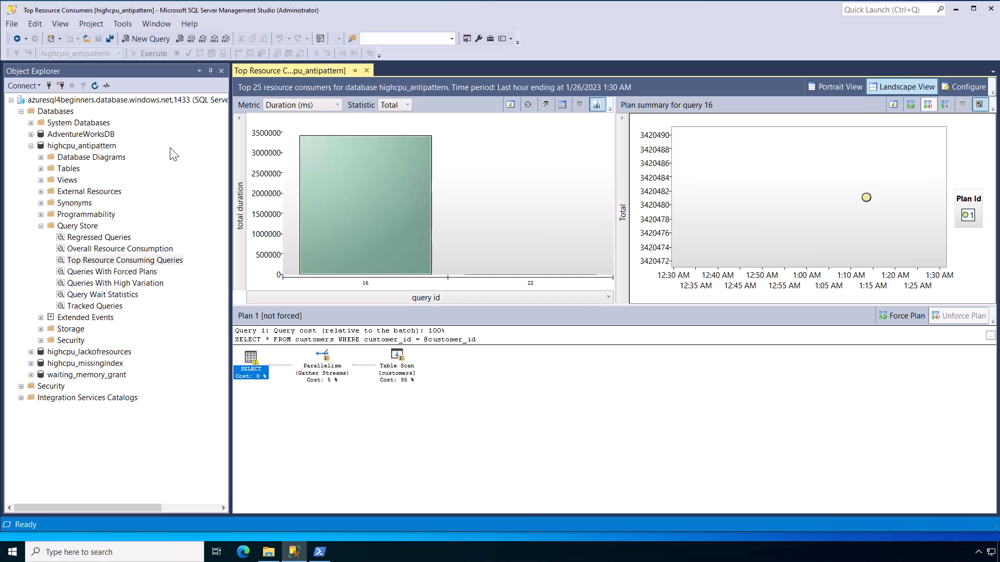 Top Resource Consumers [highcpu_antipattern] - Microsoft SQL Server Management Studio (Administrator)
Quick Launch (Ctrl+Q)
File Edit View Project Tools Window Help
New Query
MDX DMX XMLA DAX
highcpu_antipattern Execute
Object Explorer
Connect
azuresql4beginners.database.windows.net,1433 (SQL Serve
Databases
System Databases
AdventureWorksDB
highcpu_antipattern
Database Diagrams
Tables
Views
External Resources
Synonyms
Programmability
Query Store
Regressed Queries
Overall Resource Consumption
Top Resource Consuming Queries
Queries With Forced Plans
Queries With High Variation
Query Wait Statistics
Tracked Queries
Extended Events
Storage
Security
highcpu_lackofresources
highcpu_missingindex
waiting_memory_grant
Security
Integration Services Catalogs
Top Resource C...pu_antipattern]
Top 25 resource consumers for database highcpu_antipattern. Time period: Last hour ending at 1/26/2023 1:30 AM
Portrait View Landscape View Configure
Metric Duration (ms) Statistic Total
total duration
3500000
3000000
2500000
2000000
1500000
1000000
500000
0
16 22
query id
Plan summary for query 16
Total
3420490
3420488
3420486
3420484
3420482
3420480
3420478
3420476
3420474
3420472
12:30 AM 12:40 AM 12:50 AM 1:00 AM 1:10 AM 1:20 AM 1:30 AM
12:35 AM 12:45 AM 12:55 AM 1:05 AM 1:15 AM 1:25 AM
Plan Id
1
Plan 1 [not forced]
Force Plan Unforce Plan
Query 1: Query cost (relative to the batch): 100%
SELECT * FROM customers WHERE customer_id = @customer_id
SELECT
Cost: 0 %
Parallelism
(Gather Streams)
Cost: 5 %
Table Scan
[customers]
Cost: 95 %
Ready
Type here to search